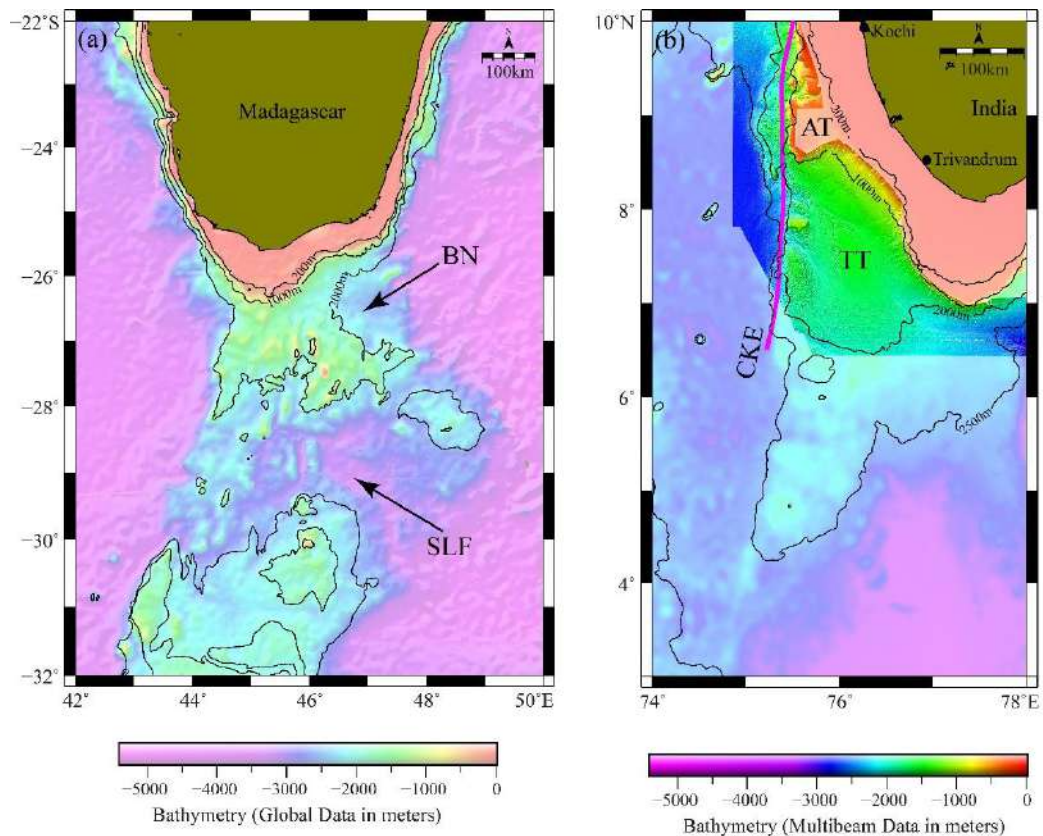 −22°S
(a)
N
100km
Madagascar
−24°
200m
1000m
−26°
2000m
BN
−28°
SLF
−30°
−32°
42°
44°
46°
48°
50°E
−5000
−4000
−3000
−2000
−1000
0
Bathymetry (Global Data in meters)
10°N
(b)
Kochi
N
100km
India
200m
AT
Trivandrum
1000m
8°
TT
2000m
CKE
6°
2500m
4°
74°
76°
78°E
−5000
−4000
−3000
−2000
−1000
0
Bathymetry (Multibeam Data in meters)